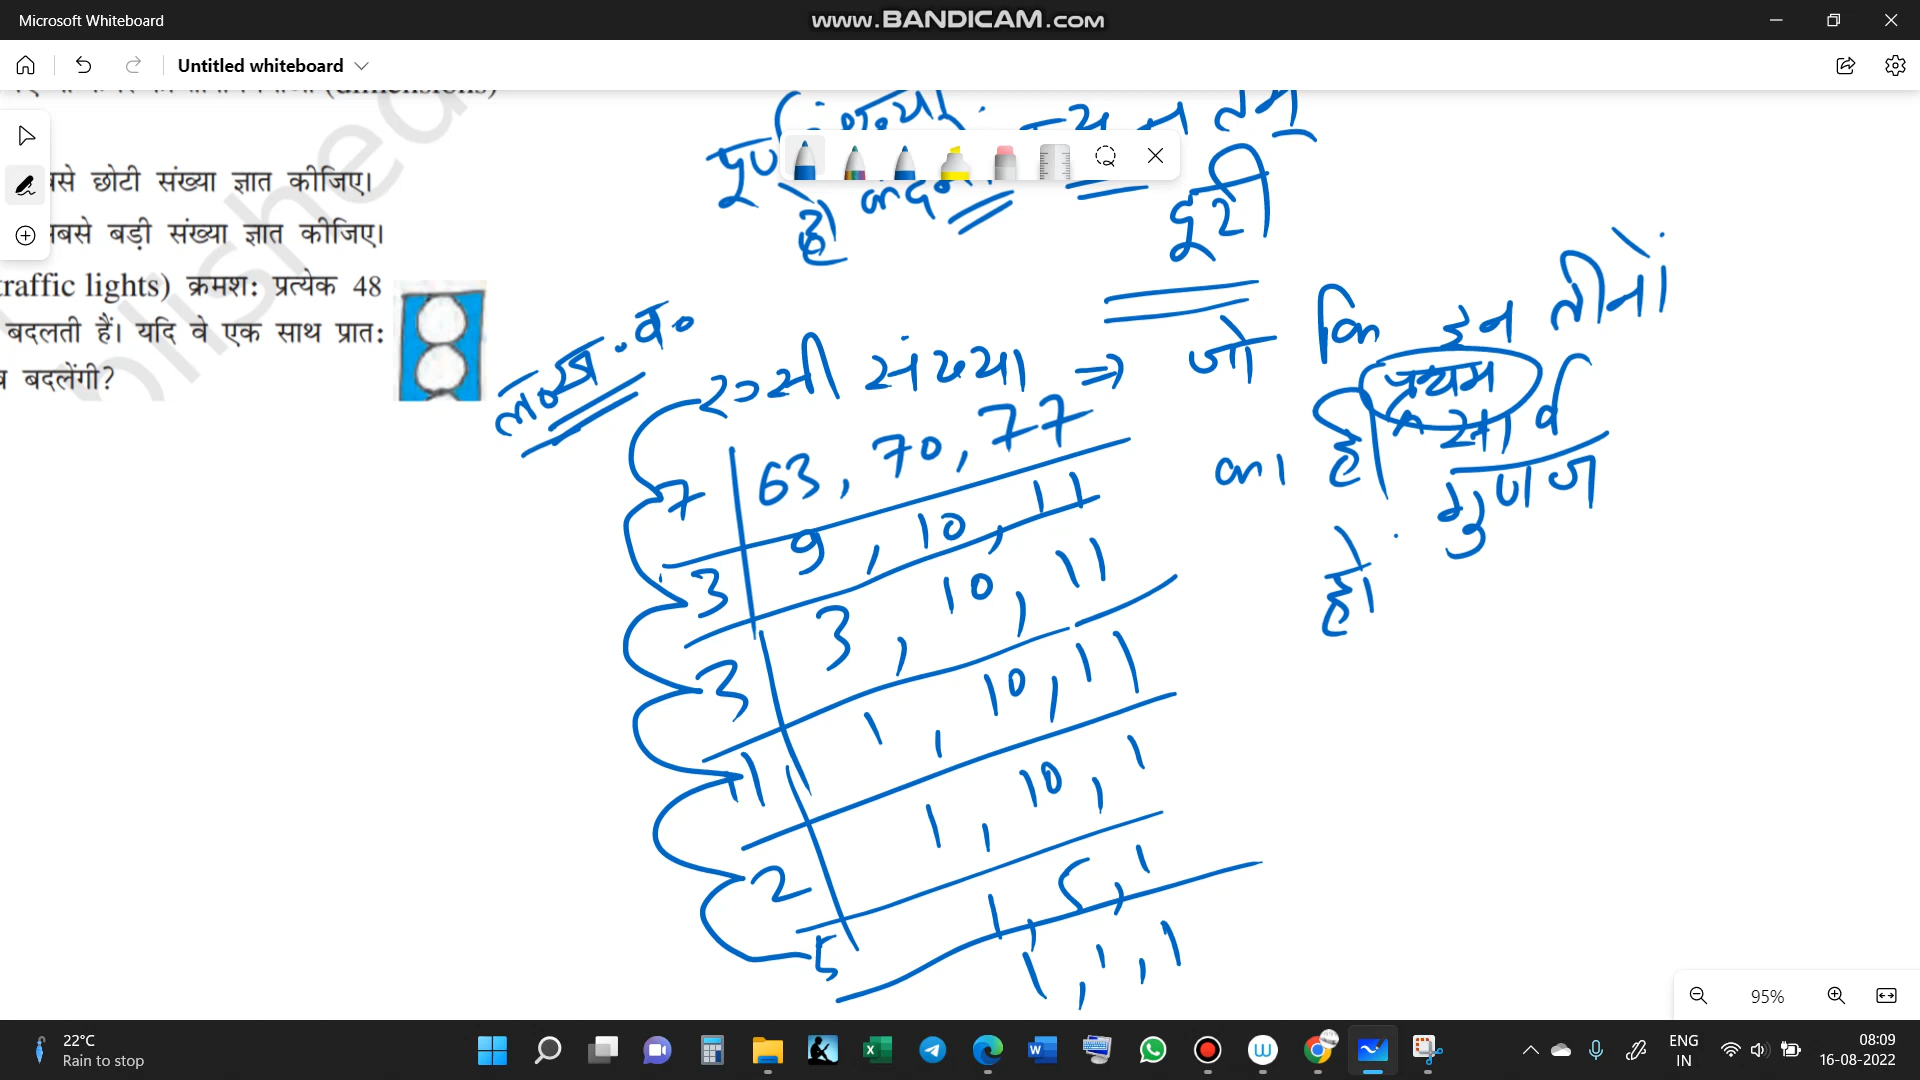 Microsoft Whiteboard
www.BANDICAM.com
Untitled whiteboard
(dimensions)
से छोटी संख्या ज्ञात कीजिए।
बसे बड़ी संख्या ज्ञात कीजिए।
raffic lights) क्रमश: प्रत्येक 48
बदलती हैं। यदि वे एक साथ प्रात:
बदलेंगी?
दूरी
हो
ल०स०व०
संख्या ⇒ जो कि इन तीनों
का ही प्रथम
गुणज
हो
7 63, 70, 77
3 9, 10, 11
3 3, 10, 11
11 1, 10, 11
2 1, 10, 1
5 1, 5, 1
1, 1, 1
95%
22°C
Rain to stop
ENG
IN
08:09
16-08-2022